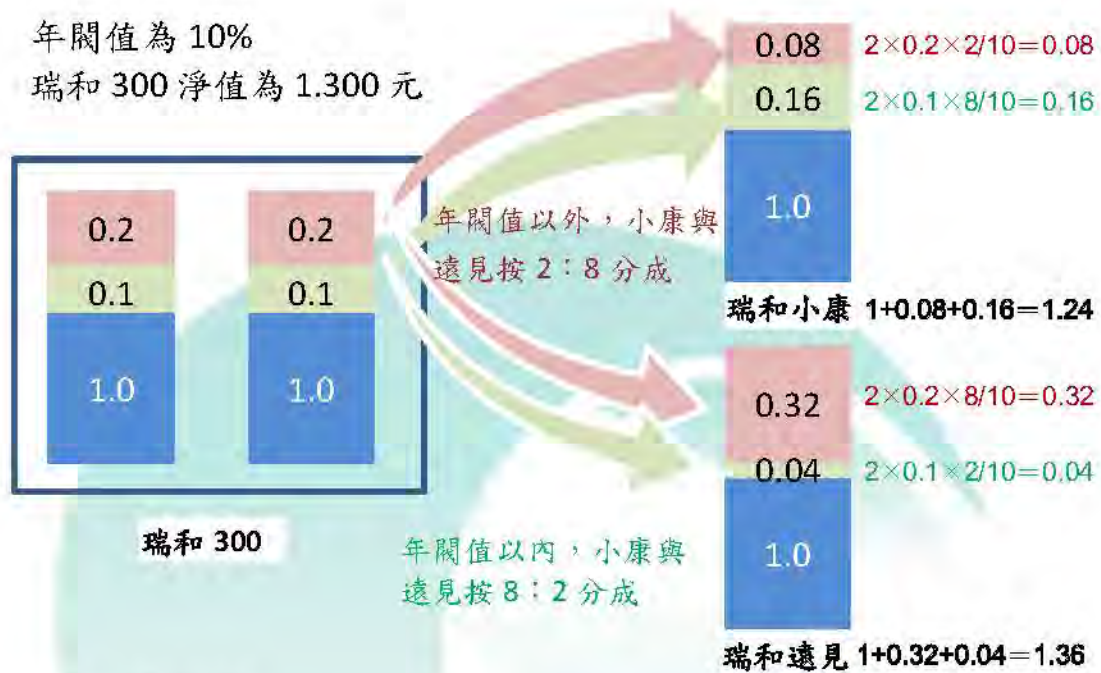 年閥值為 10%
瑞和 300 淨值為 1.300 元
0.2
0.2
0.1
0.1
1.0
1.0
瑞和 300
年閥值以外，小康與
遠見按 2：8 分成
年閥值以內，小康與
遠見按 8：2 分成
0.08
2×0.2×2/10＝0.08
0.16
2×0.1×8/10＝0.16
1.0
瑞和小康 1+0.08+0.16＝1.24
0.32
2×0.2×8/10＝0.32
0.04
2×0.1×2/10＝0.04
1.0
瑞和遠見 1+0.32+0.04＝1.36